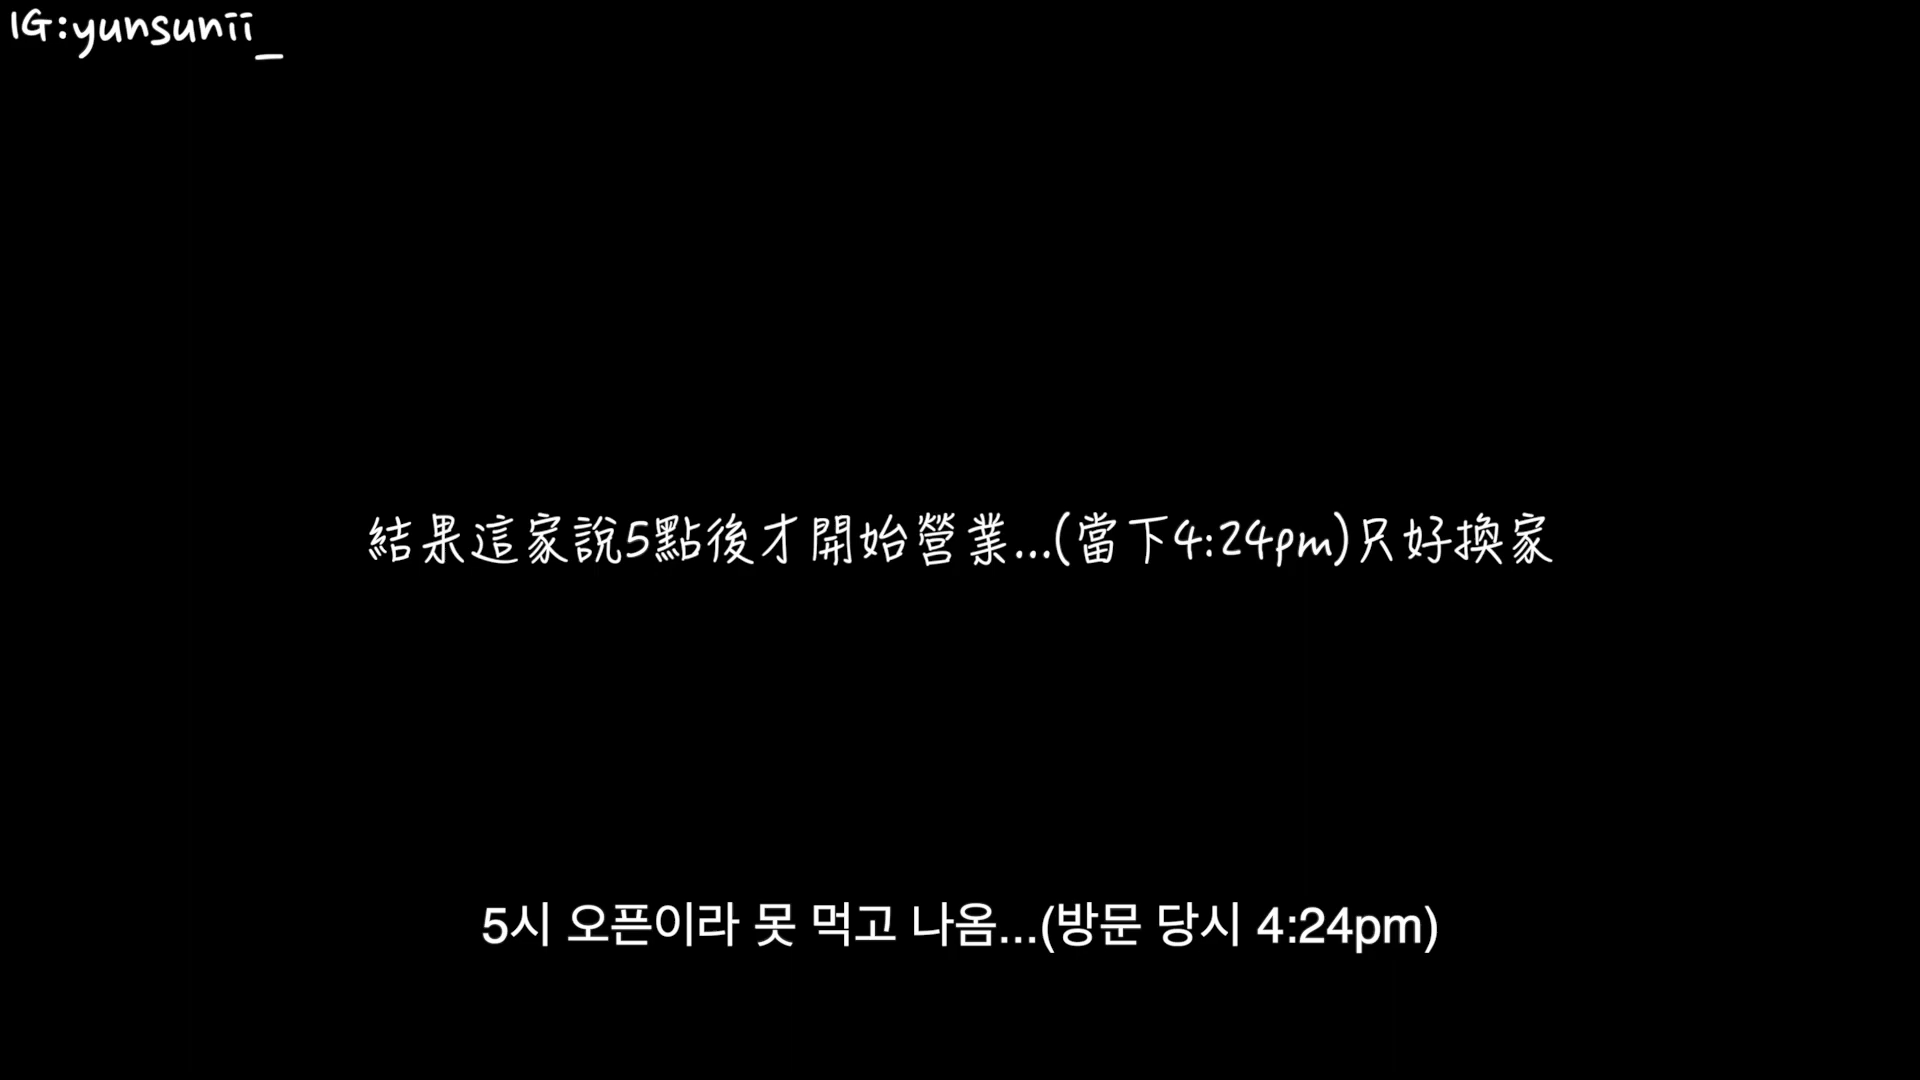 IG:yunsunii_
結果這家說5點後才開始營業...(當下4:24pm)只好換家
5시 오픈이라 못 먹고 나옴...(방문 당시 4:24pm)